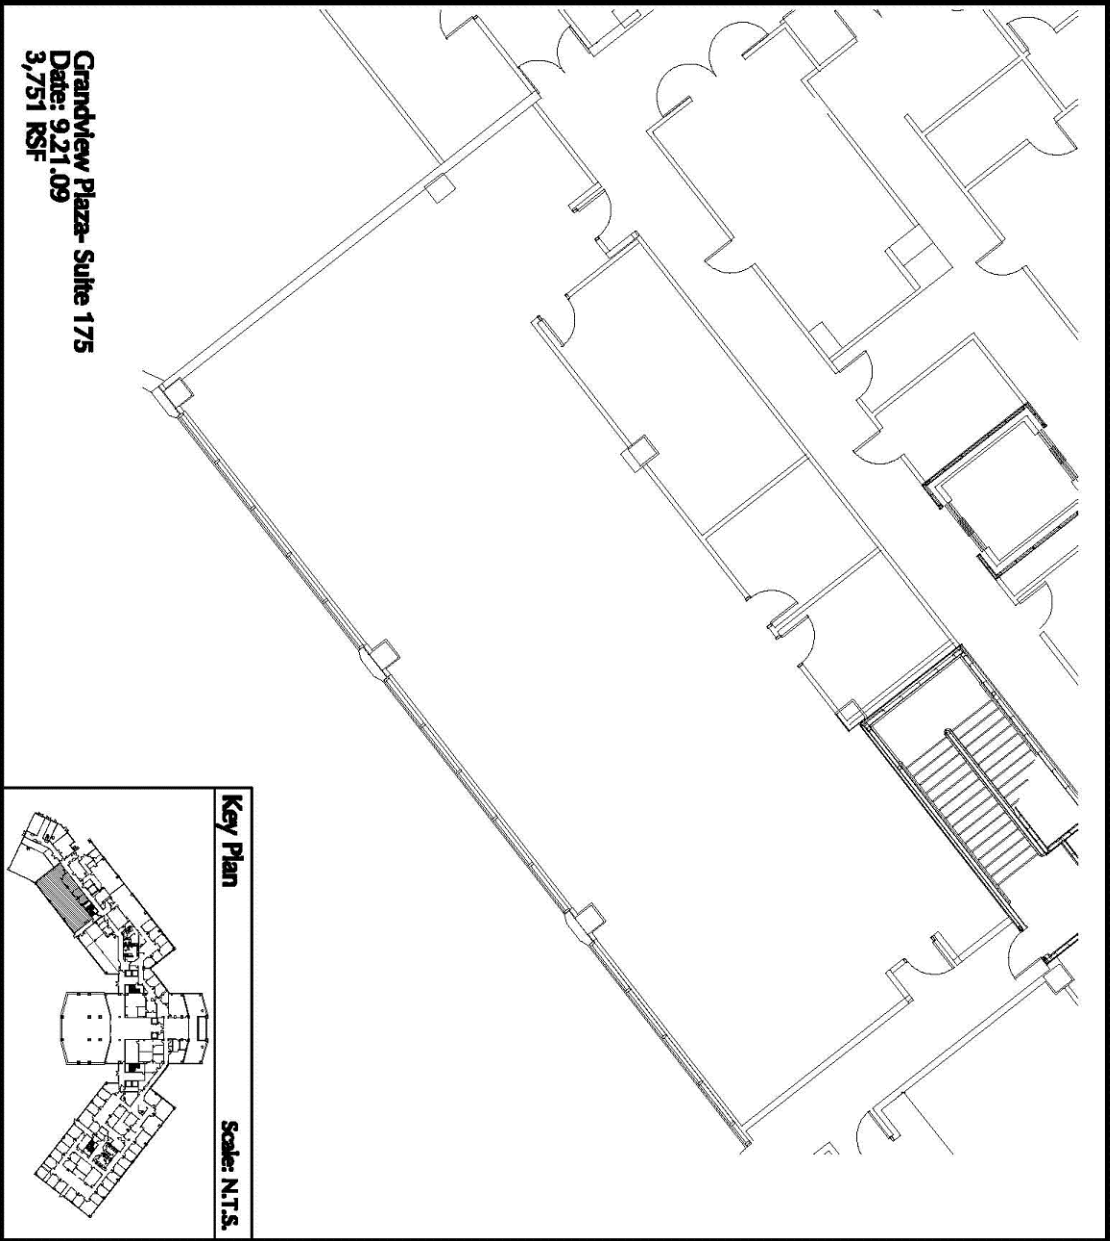 Grandview Plaza- Suite 175
Date: 9.21.09
3,751 RSF
Key Plan
Scale: N.T.S.